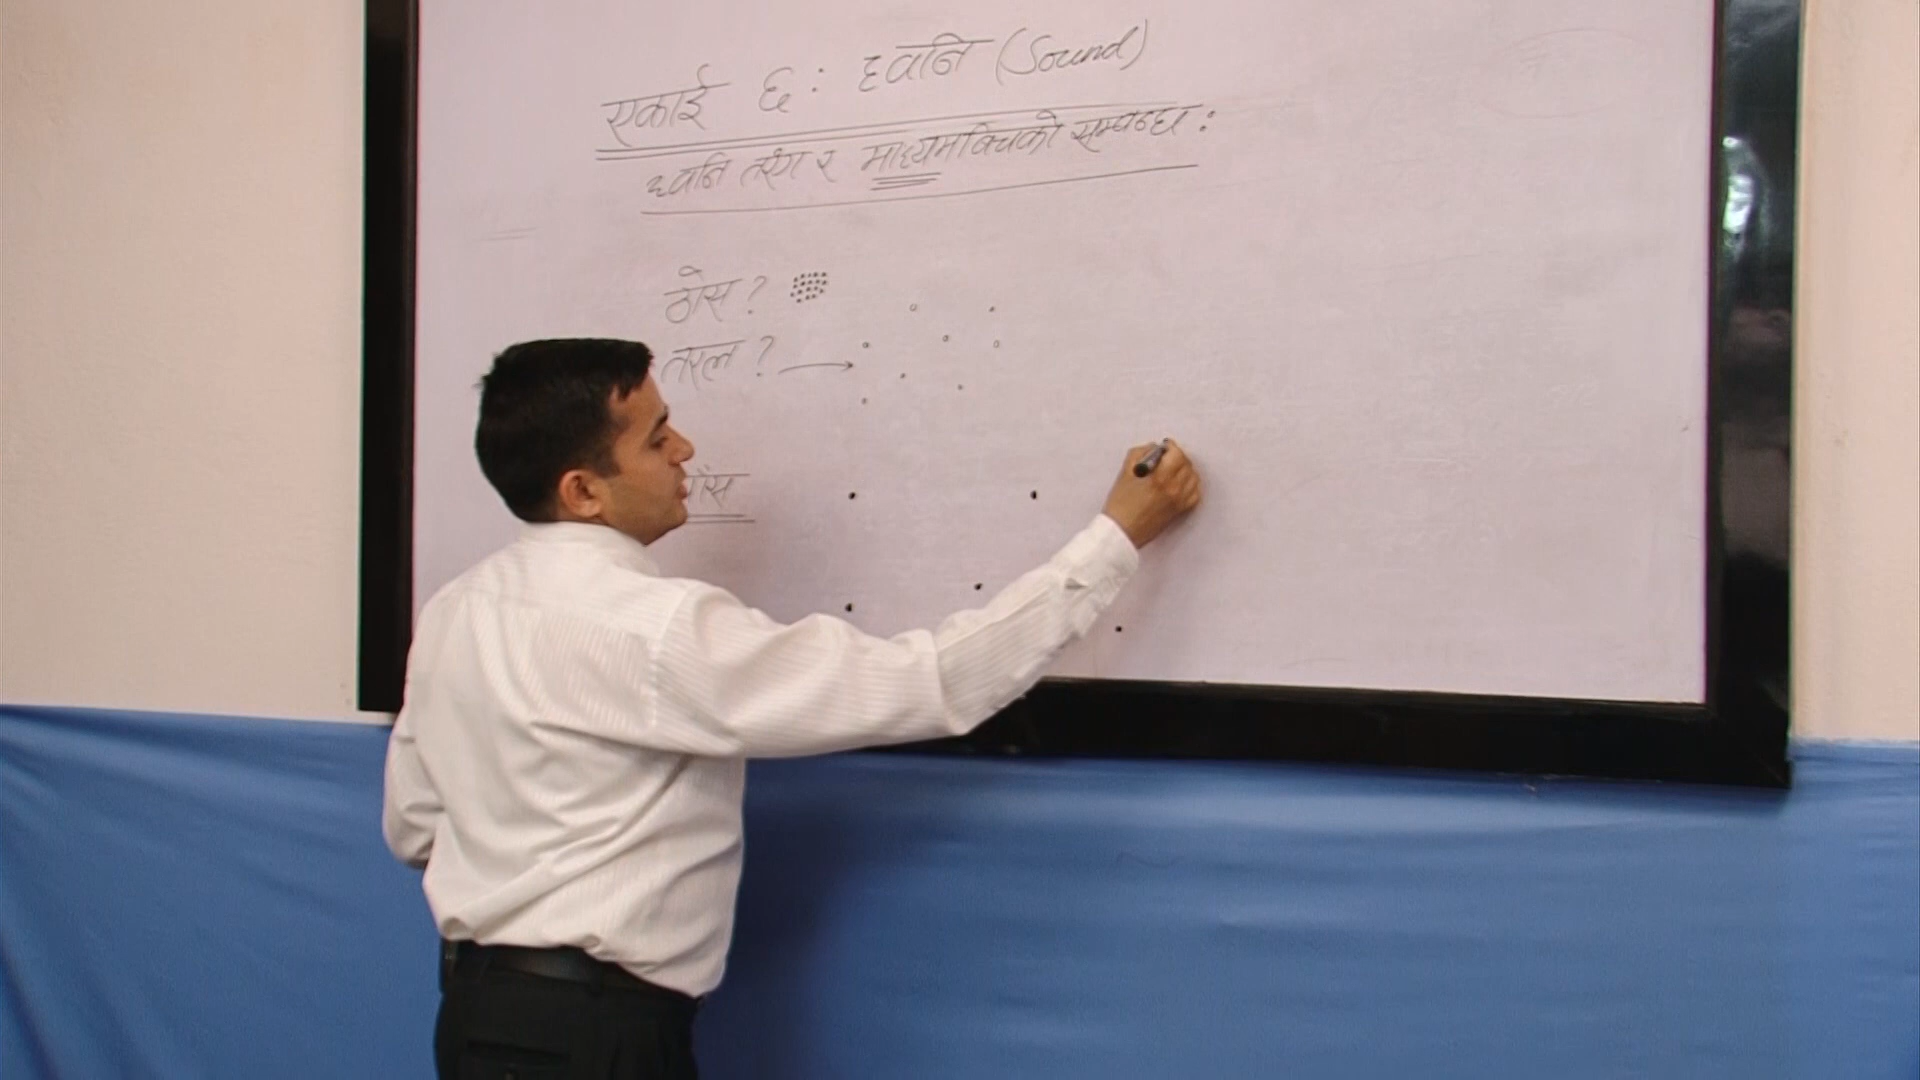 एकाई ६ : ध्वनि (Sound)
ध्वनि तरंग र माध्यमबिचको सम्बन्ध :
ठोस ?
तरल ?
ग्याँस